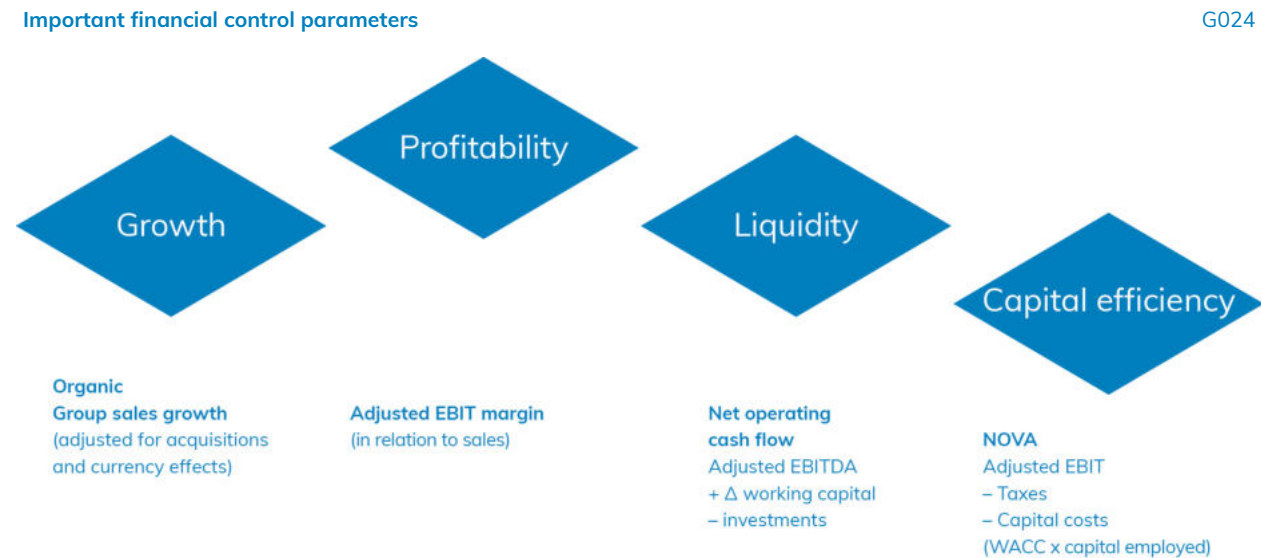 Important financial control parameters
G024
Growth
Profitability
Liquidity
Capital efficiency
Organic
Group sales growth
(adjusted for acquisitions
and currency effects)
Adjusted EBIT margin
(in relation to sales)
Net operating
cash flow
Adjusted EBITDA
+ Δ working capital
– investments
NOVA
Adjusted EBIT
– Taxes
– Capital costs
(WACC x capital employed)